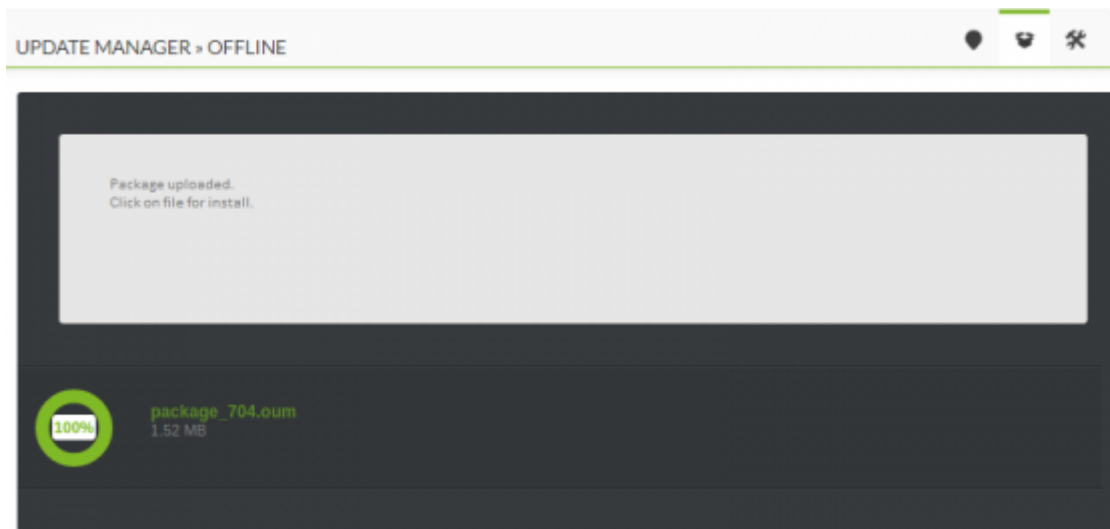 UPDATE MANAGER » OFFLINE
Package uploaded.
Click on file for install.
package_704.oum
100%
1.52 MB